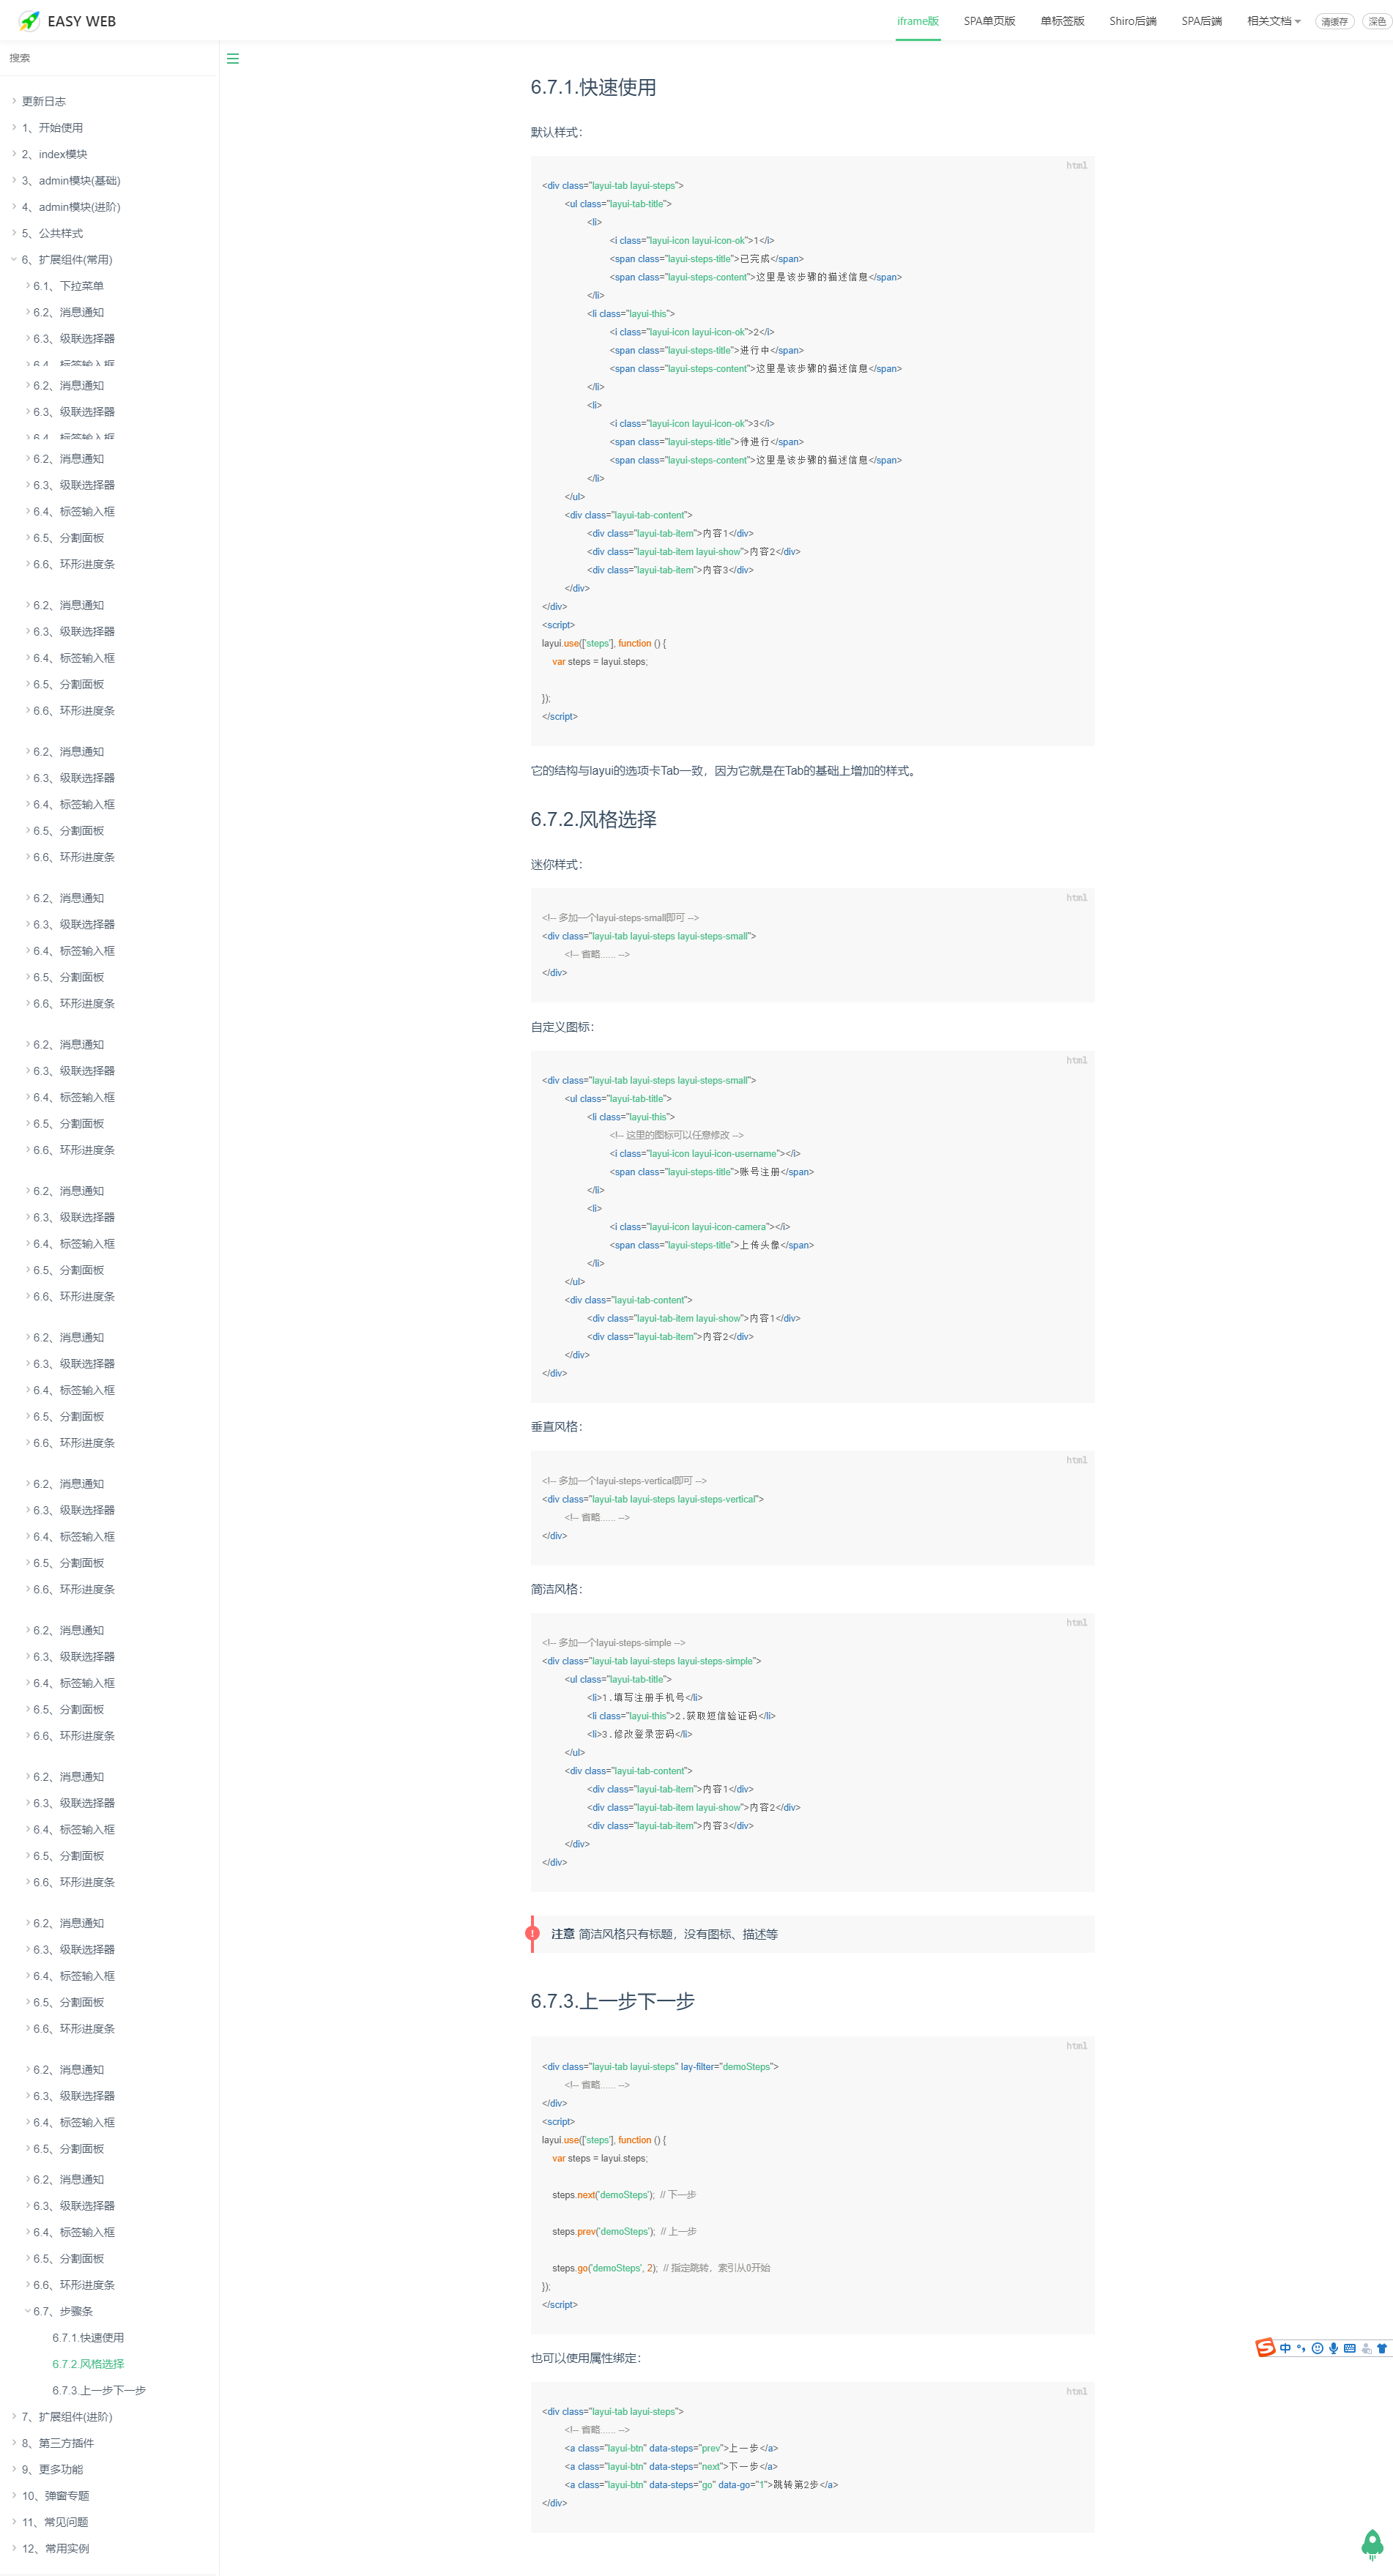 EASY WEB
iframe版 SPA单页版 单标签版 Shiro后端 SPA后端 相关文档 清缓存 深色
搜索
更新日志
1、开始使用
2、index模块
3、admin模块(基础)
4、admin模块(进阶)
5、公共样式
6、扩展组件(常用)
6.1、下拉菜单
6.2、消息通知
6.3、级联选择器
6.4、标签输入框
6.2、消息通知
6.3、级联选择器
6.4、标签输入框
6.2、消息通知
6.3、级联选择器
6.4、标签输入框
6.5、分割面板
6.6、环形进度条
6.2、消息通知
6.3、级联选择器
6.4、标签输入框
6.5、分割面板
6.6、环形进度条
6.2、消息通知
6.3、级联选择器
6.4、标签输入框
6.5、分割面板
6.6、环形进度条
6.2、消息通知
6.3、级联选择器
6.4、标签输入框
6.5、分割面板
6.6、环形进度条
6.2、消息通知
6.3、级联选择器
6.4、标签输入框
6.5、分割面板
6.6、环形进度条
6.2、消息通知
6.3、级联选择器
6.4、标签输入框
6.5、分割面板
6.6、环形进度条
6.2、消息通知
6.3、级联选择器
6.4、标签输入框
6.5、分割面板
6.6、环形进度条
6.2、消息通知
6.3、级联选择器
6.4、标签输入框
6.5、分割面板
6.6、环形进度条
6.2、消息通知
6.3、级联选择器
6.4、标签输入框
6.5、分割面板
6.6、环形进度条
6.2、消息通知
6.3、级联选择器
6.4、标签输入框
6.5、分割面板
6.6、环形进度条
6.2、消息通知
6.3、级联选择器
6.4、标签输入框
6.5、分割面板
6.6、环形进度条
6.2、消息通知
6.3、级联选择器
6.4、标签输入框
6.5、分割面板
6.2、消息通知
6.3、级联选择器
6.4、标签输入框
6.5、分割面板
6.6、环形进度条
6.7、步骤条
6.7.1.快速使用
6.7.2.风格选择
6.7.3.上一步下一步
7、扩展组件(进阶)
8、第三方插件
9、更多功能
10、弹窗专题
11、常见问题
12、常用实例
6.7.1.快速使用
默认样式：
html
<div class="layui-tab layui-steps">
<ul class="layui-tab-title">
<li>
<i class="layui-icon layui-icon-ok">1</i>
<span class="layui-steps-title">已完成</span>
<span class="layui-steps-content">这里是该步骤的描述信息</span>
</li>
<li class="layui-this">
<i class="layui-icon layui-icon-ok">2</i>
<span class="layui-steps-title">进行中</span>
<span class="layui-steps-content">这里是该步骤的描述信息</span>
</li>
<li>
<i class="layui-icon layui-icon-ok">3</i>
<span class="layui-steps-title">待进行</span>
<span class="layui-steps-content">这里是该步骤的描述信息</span>
</li>
</ul>
<div class="layui-tab-content">
<div class="layui-tab-item">内容1</div>
<div class="layui-tab-item layui-show">内容2</div>
<div class="layui-tab-item">内容3</div>
</div>
</div>
<script>
layui.use(['steps'], function () {
var steps = layui.steps;
});
</script>
它的结构与layui的选项卡Tab一致，因为它就是在Tab的基础上增加的样式。
6.7.2.风格选择
迷你样式：
html
<!-- 多加一个layui-steps-small即可 -->
<div class="layui-tab layui-steps layui-steps-small">
<!-- 省略...... -->
</div>
自定义图标：
html
<div class="layui-tab layui-steps layui-steps-small">
<ul class="layui-tab-title">
<li class="layui-this">
<!-- 这里的图标可以任意修改 -->
<i class="layui-icon layui-icon-username"></i>
<span class="layui-steps-title">账号注册</span>
</li>
<li>
<i class="layui-icon layui-icon-camera"></i>
<span class="layui-steps-title">上传头像</span>
</li>
</ul>
<div class="layui-tab-content">
<div class="layui-tab-item layui-show">内容1</div>
<div class="layui-tab-item">内容2</div>
</div>
</div>
垂直风格：
html
<!-- 多加一个layui-steps-vertical即可 -->
<div class="layui-tab layui-steps layui-steps-vertical">
<!-- 省略...... -->
</div>
简洁风格：
html
<!-- 多加一个layui-steps-simple -->
<div class="layui-tab layui-steps layui-steps-simple">
<ul class="layui-tab-title">
<li>1.填写注册手机号</li>
<li class="layui-this">2.获取短信验证码</li>
<li>3.修改登录密码</li>
</ul>
<div class="layui-tab-content">
<div class="layui-tab-item">内容1</div>
<div class="layui-tab-item layui-show">内容2</div>
<div class="layui-tab-item">内容3</div>
</div>
</div>
! 注意 简洁风格只有标题，没有图标、描述等
6.7.3.上一步下一步
html
<div class="layui-tab layui-steps" lay-filter="demoSteps">
<!-- 省略...... -->
</div>
<script>
layui.use(['steps'], function () {
var steps = layui.steps;
steps.next('demoSteps'); // 下一步
steps.prev('demoSteps'); // 上一步
steps.go('demoSteps', 2); // 指定跳转，索引从0开始
});
</script>
也可以使用属性绑定：
html
<div class="layui-tab layui-steps">
<!-- 省略...... -->
<a class="layui-btn" data-steps="prev">上一步</a>
<a class="layui-btn" data-steps="next">下一步</a>
<a class="layui-btn" data-steps="go" data-go="1">跳转第2步</a>
</div>
S 中 °,